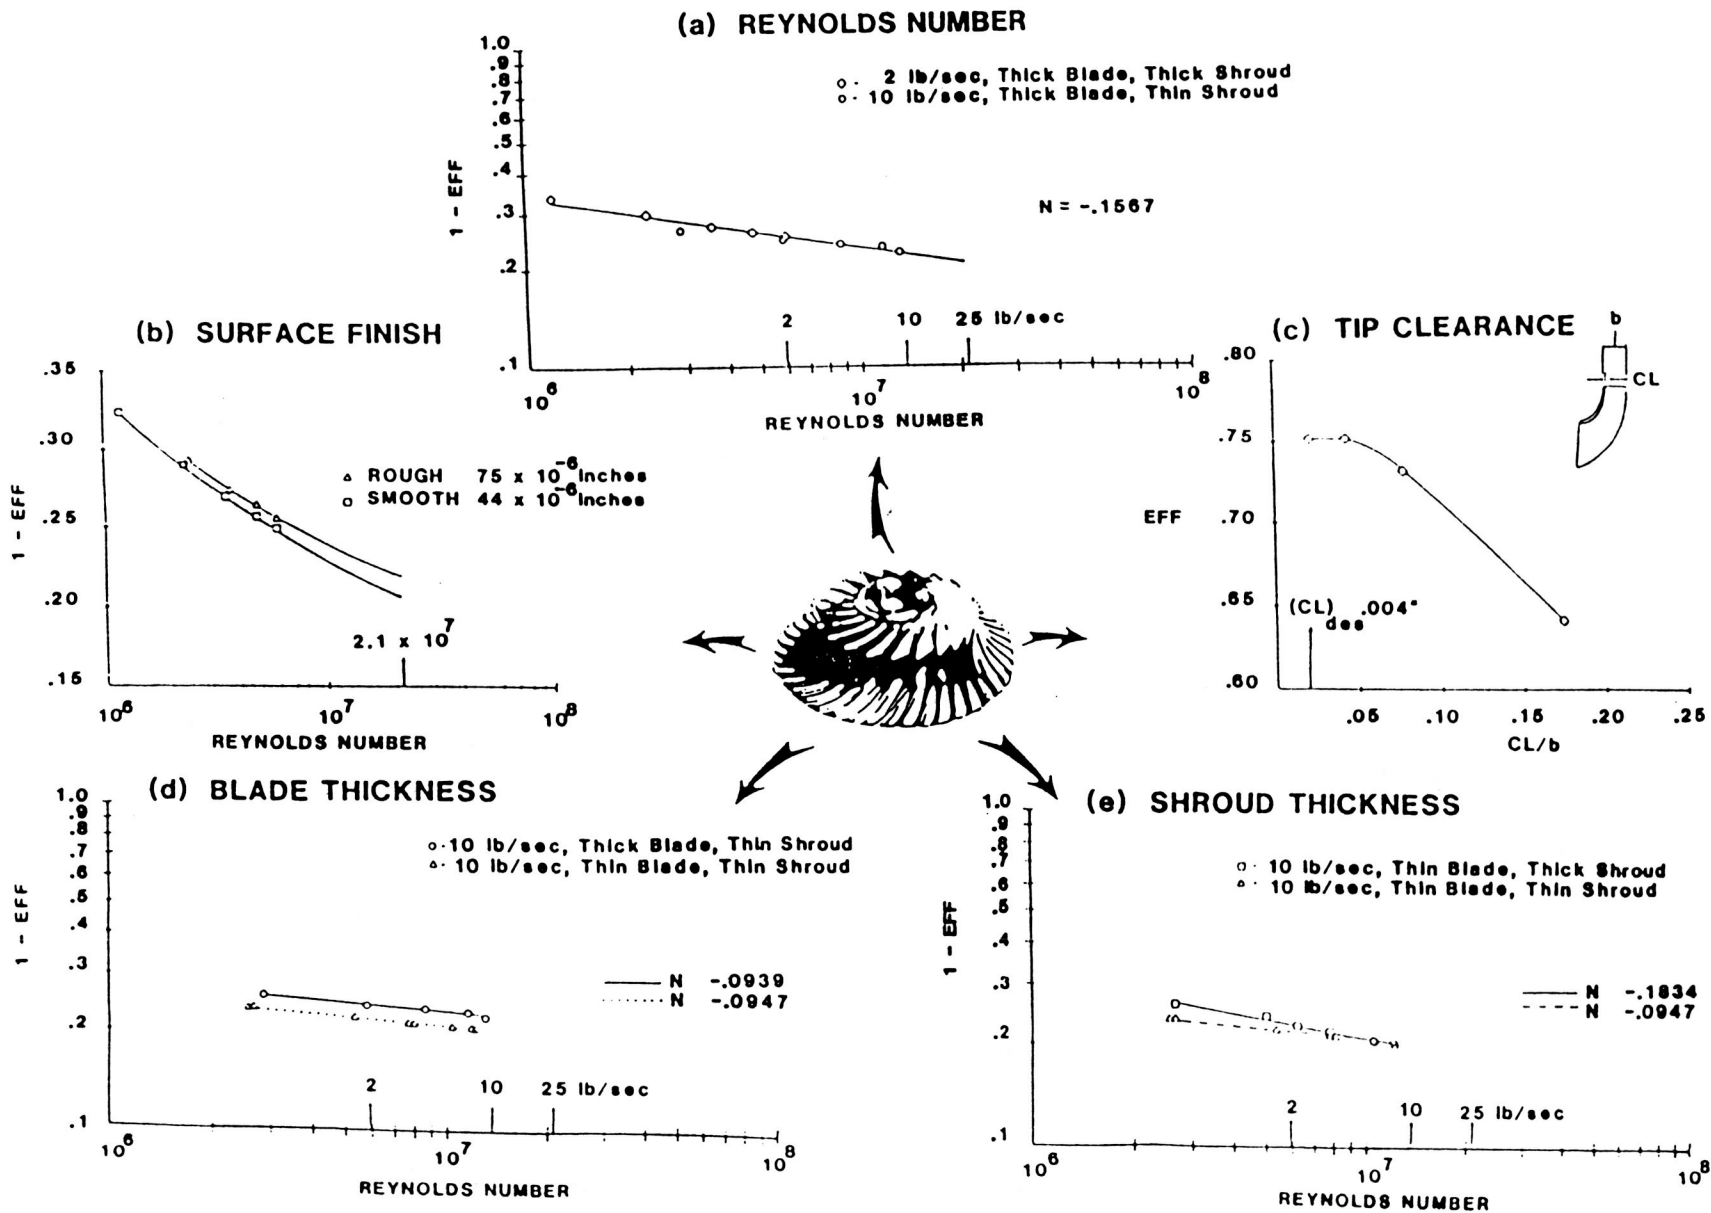 (a) REYNOLDS NUMBER
1.0
.9
.8
.7
.6
.5
.4
.3
.2
.1
1 - EFF
2 lb/sec, Thick Blade, Thick Shroud
10 lb/sec, Thick Blade, Thin Shroud
N = -.1567
2 10 25 lb/sec
10^6 10^7 10^8
REYNOLDS NUMBER
(b) SURFACE FINISH
.35
.30
.25
.20
.15
1 - EFF
ROUGH 75 x 10^-6 Inches
SMOOTH 44 x 10^-6 Inches
2.1 x 10^7
10^6 10^7 10^8
REYNOLDS NUMBER
(c) TIP CLEARANCE
b
CL
.80
.75
.70
.65
.60
EFF
(CL)des .004"
.05 .10 .15 .20 .25
CL/b
(d) BLADE THICKNESS
1.0
.9
.8
.7
.6
.5
.4
.3
.2
.1
1 - EFF
10 lb/sec, Thick Blade, Thin Shroud
10 lb/sec, Thin Blade, Thin Shroud
N -.0939
N -.0947
2 10 25 lb/sec
10^6 10^7 10^8
REYNOLDS NUMBER
(e) SHROUD THICKNESS
1.0
.9
.8
.7
.6
.5
.4
.3
.2
.1
1 - EFF
10 lb/sec, Thin Blade, Thick Shroud
10 lb/sec, Thin Blade, Thin Shroud
N -.1834
N -.0947
2 10 25 lb/sec
10^6 10^7 10^8
REYNOLDS NUMBER